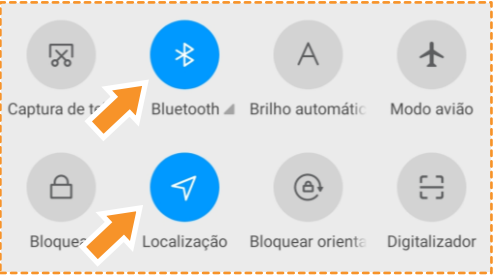 Captura de te
Bluetooth
Brilho automátic
Modo avião
Bloquea
Localização
Bloquear orienta
Digitalizador